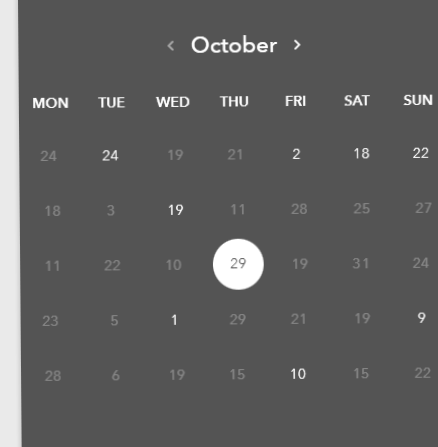 ‹ October ›
MON TUE WED THU FRI SAT SUN
24 24 19 21 2 18 22
18 3 19 11 28 25 27
11 22 10 29 19 31 24
23 5 1 29 21 19 9
28 6 19 15 10 15 22